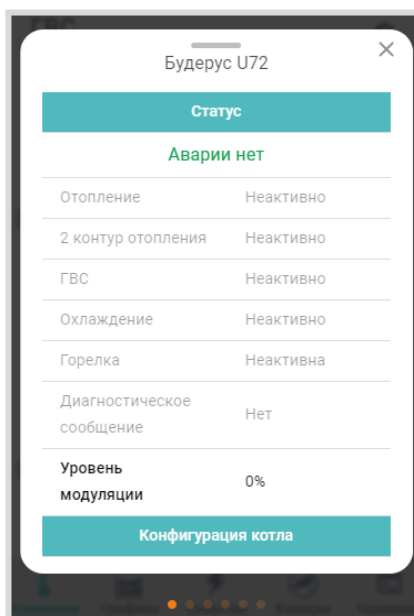 ГВС
Будерус U72
Статус
Аварии нет
Отопление Неактивно
2 контур отопления Неактивно
ГВС Неактивно
Охлаждение Неактивно
Горелка Неактивна
Диагностическое
сообщение Нет
Уровень
модуляции 0%
Конфигурация котла